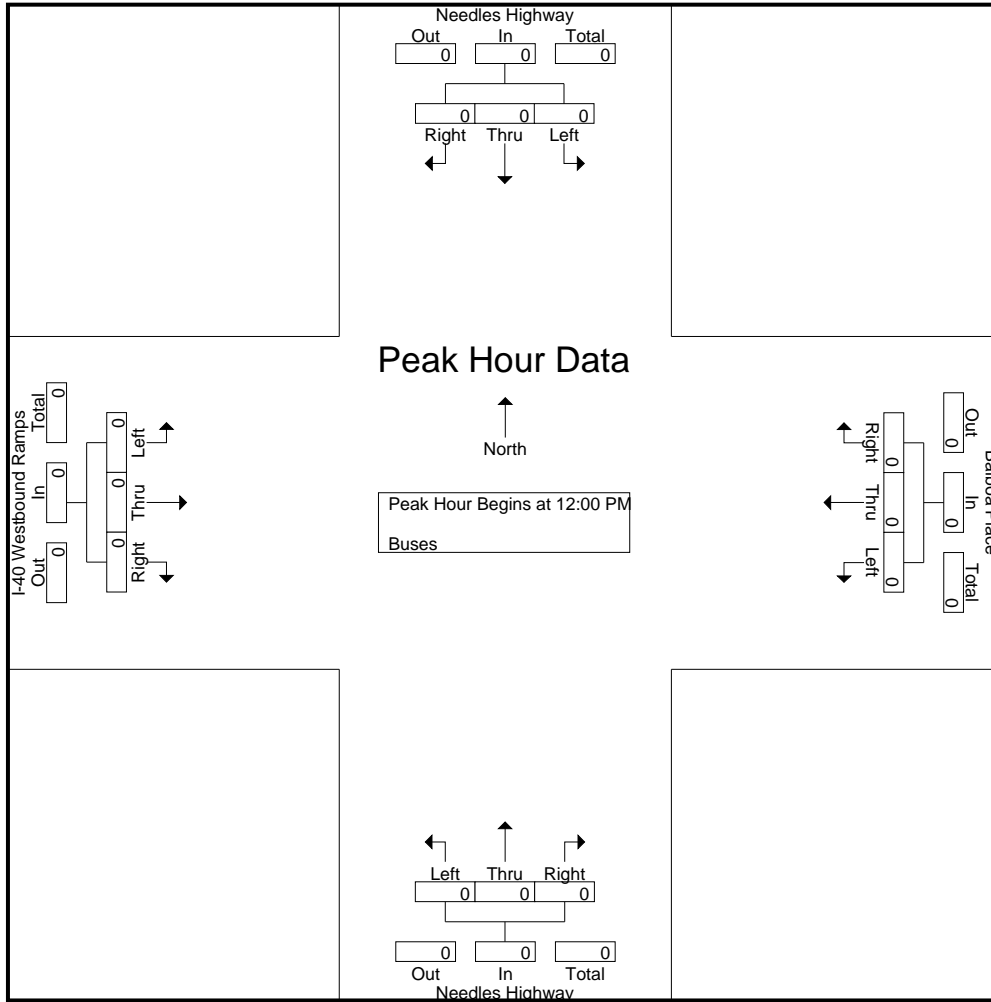 Needles Highway
Out In Total
0 0 0
0 0 0
Right Thru Left
Peak Hour Data
North
Peak Hour Begins at 12:00 PM
Buses
I-40 Westbound Ramps
Out In Total
0 0 0
0 0 0
Right Thru Left
Balboa Place
Out In Total
0 0 0
0 0 0
Right Thru Left
Left Thru Right
0 0 0
0 0 0
Out In Total
Needles Highway